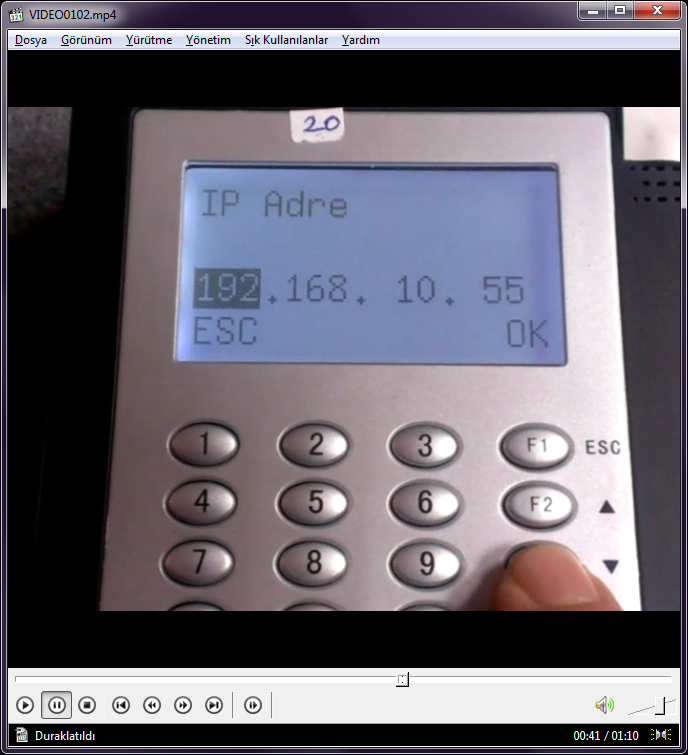 VIDEO0102.mp4
Dosya Görünüm Yürütme Yönetim Sık Kullanılanlar Yardım
20
IP Adre
192.168. 10. 55
ESC OK
1 2 3 F1 ESC
4 5 6 F2 ▲
7 8 9 ▼
Duraklatıldı 00:41 / 01:10